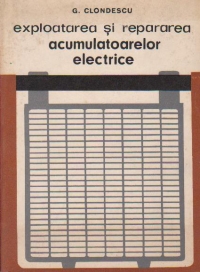 G. CLONDESCU
exploatarea și repararea
acumulatoarelor
electrice